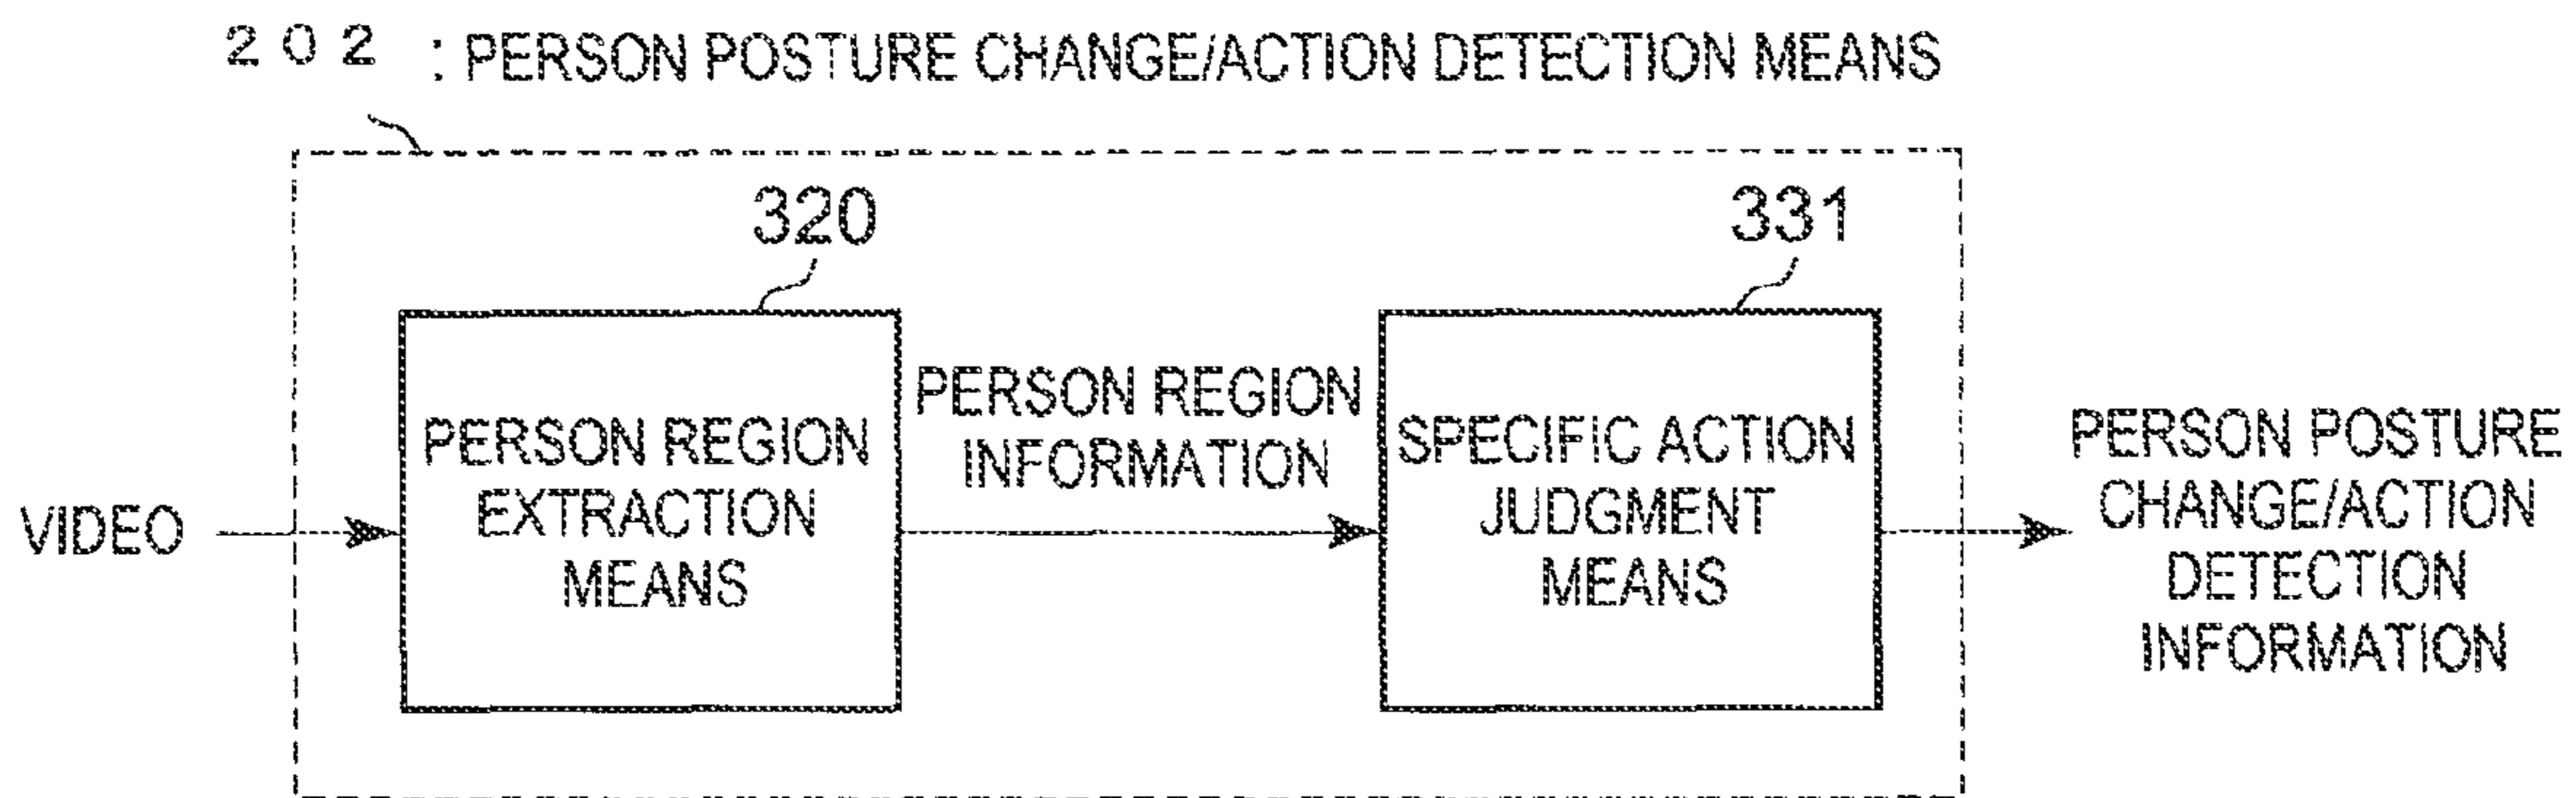 202 : PERSON POSTURE CHANGE/ACTION DETECTION MEANS
320
331
VIDEO
PERSON REGION
EXTRACTION
MEANS
PERSON REGION
INFORMATION
SPECIFIC ACTION
JUDGMENT
MEANS
PERSON POSTURE
CHANGE/ACTION
DETECTION
INFORMATION